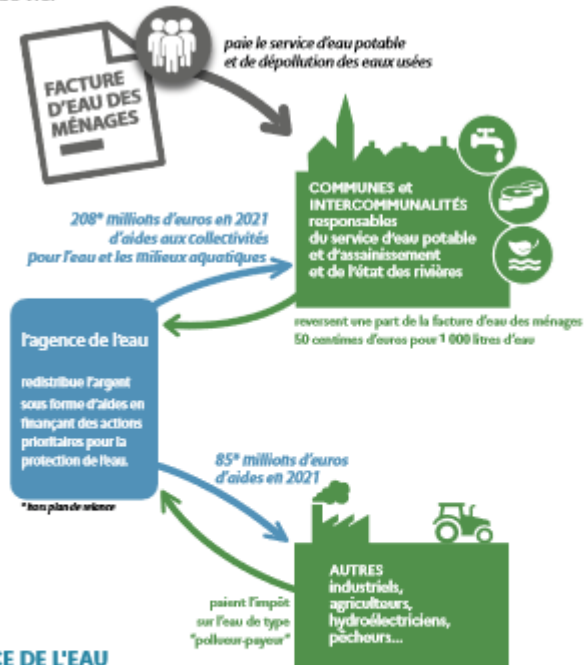 paie le service d'eau potable
et de dépollution des eaux usées
FACTURE
D'EAU DES
MÉNAGES
COMMUNES et
INTERCOMMUNALITÉS
responsables
du service d'eau potable
et d'assainissement
et de l'état des rivières
208* millions d'euros en 2021
d'aides aux collectivités
pour l'eau et les milieux aquatiques
reversent une part de la facture d'eau des ménages
50 centimes d'euros pour 1 000 litres d'eau
l'agence de l'eau
redistribue l'argent
sous forme d'aides en
finançant des actions
prioritaires pour la
protection de l'eau.
* hors plan de relance
85* millions d'euros
d'aides en 2021
AUTRES
industriels,
agriculteurs,
hydroélectriciens,
pêcheurs...
paient l'impôt
sur l'eau de type
"pollueur-payeur"
CE DE L'EAU